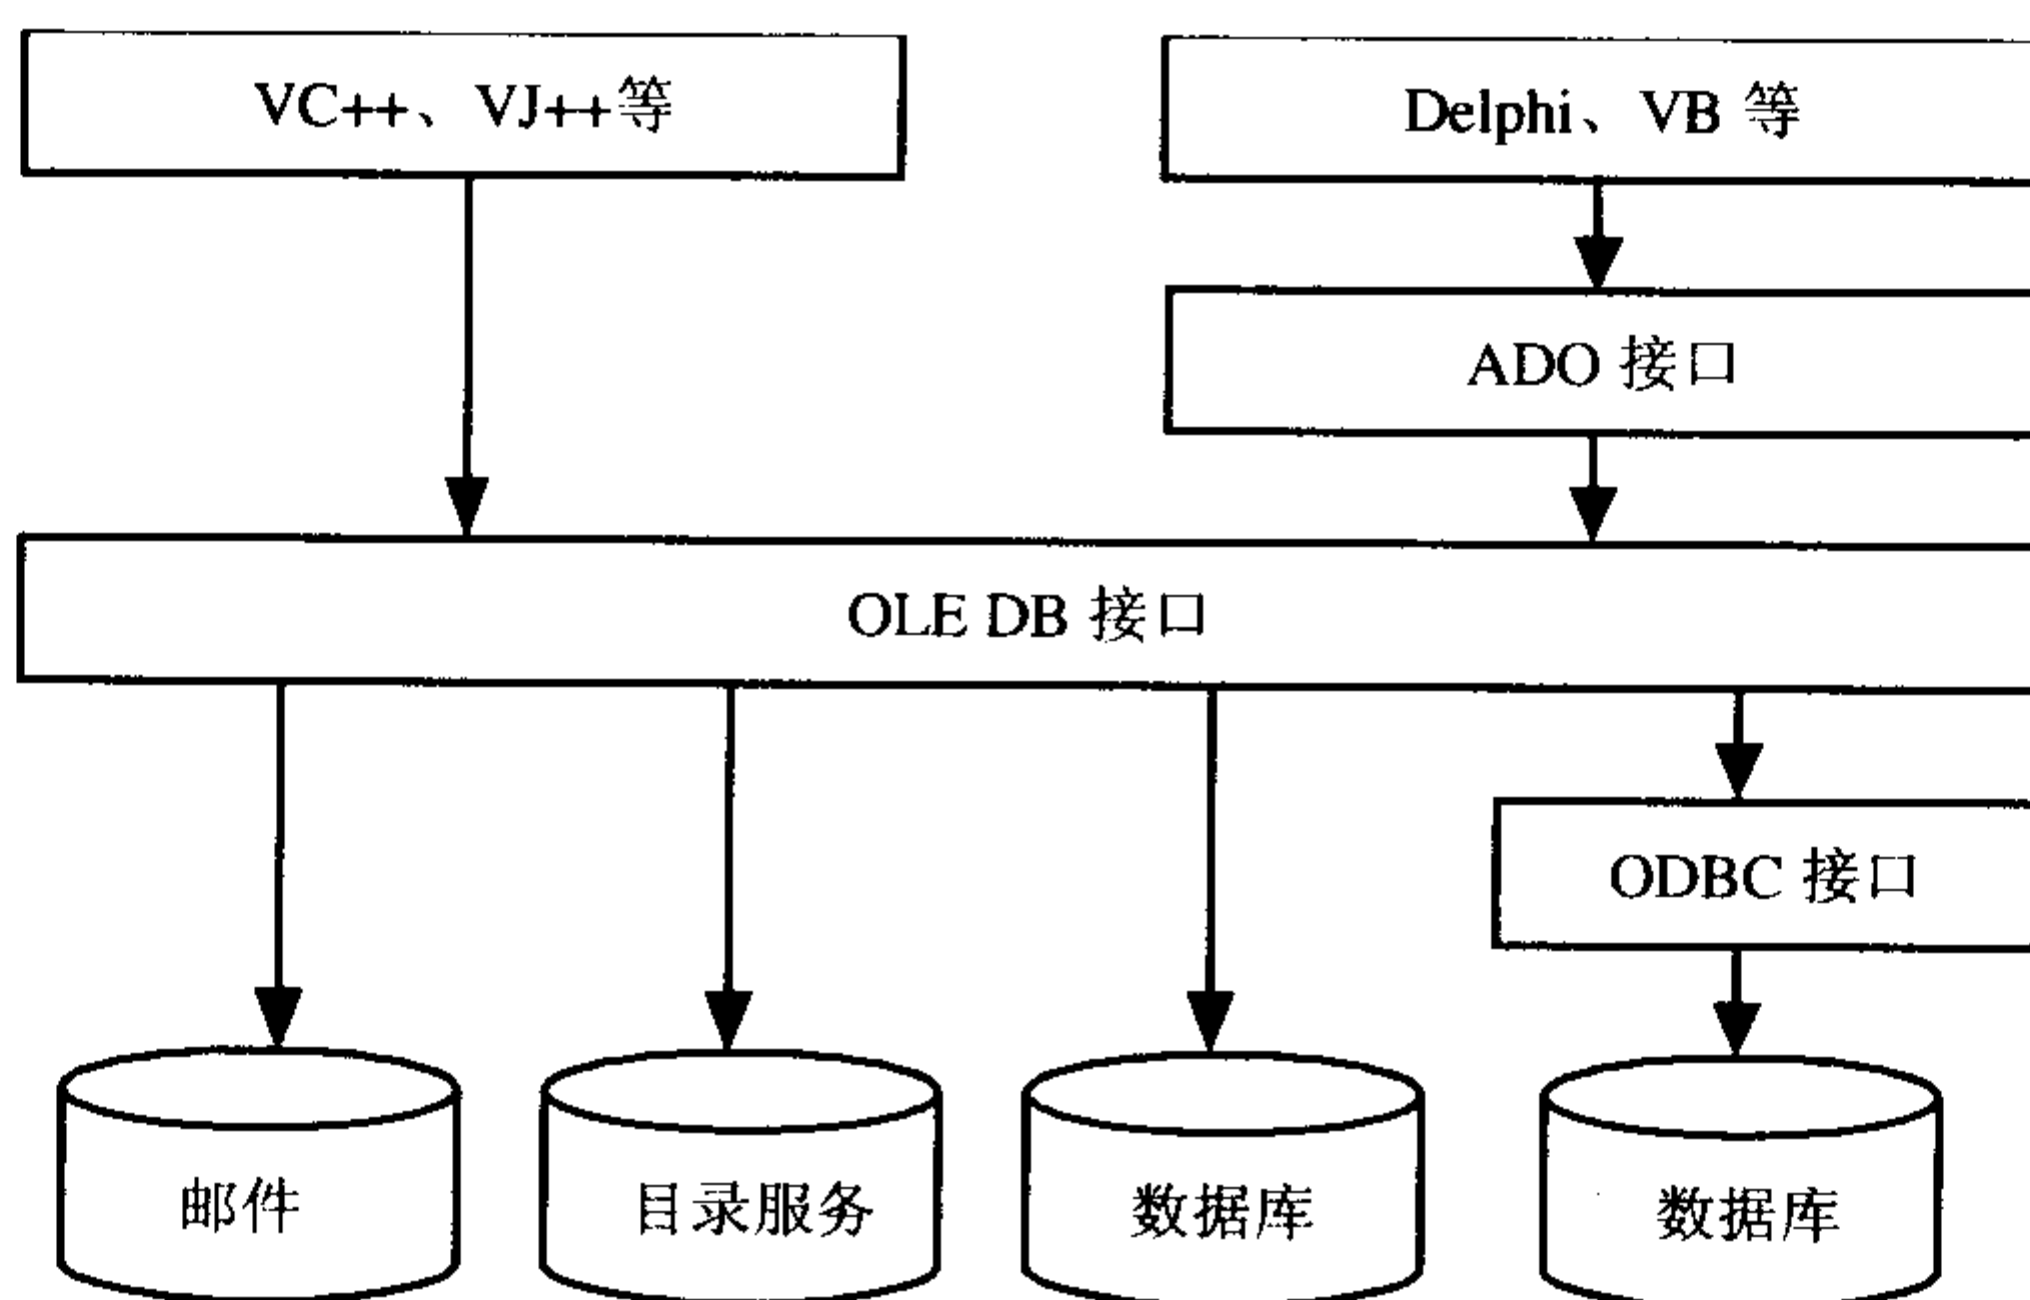 VC++、VJ++等
Delphi、VB 等
ADO 接口
OLE DB 接口
ODBC 接口
邮件
目录服务
数据库
数据库